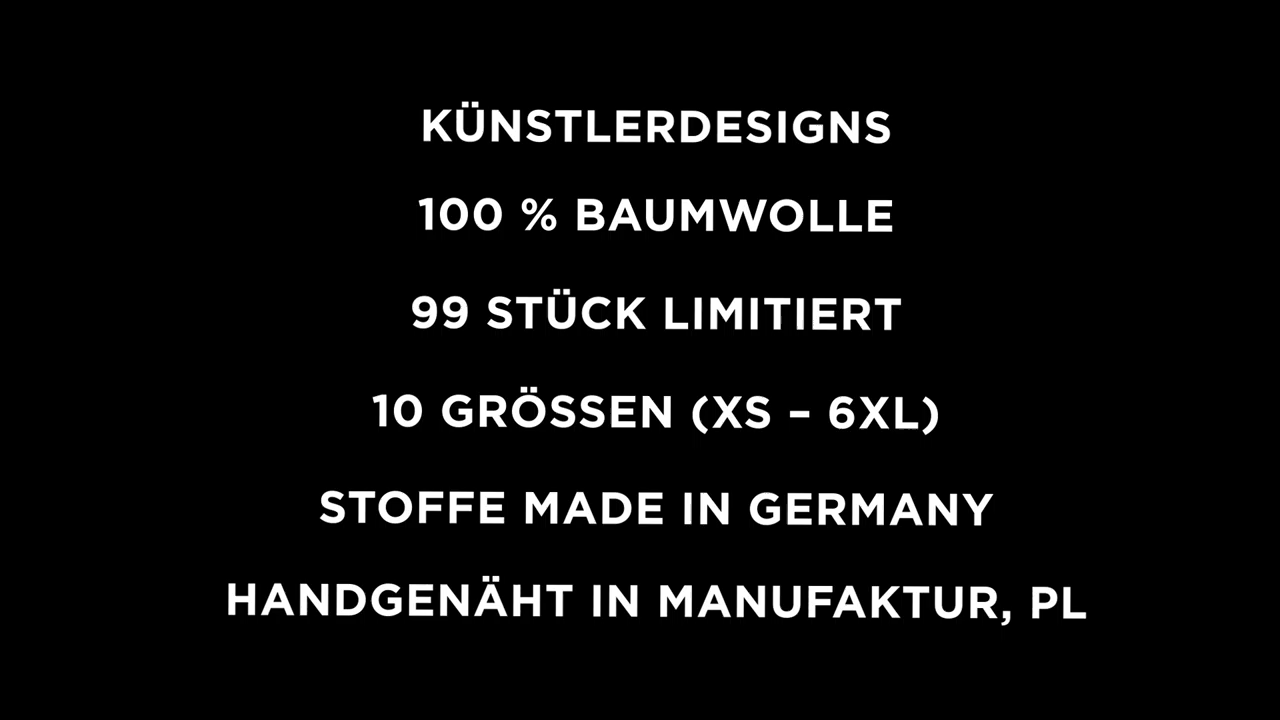 KÜNSTLERDESIGNS
100 % BAUMWOLLE
99 STÜCK LIMITIERT
10 GRÖSSEN (XS – 6XL)
STOFFE MADE IN GERMANY
HANDGENÄHT IN MANUFAKTUR, PL